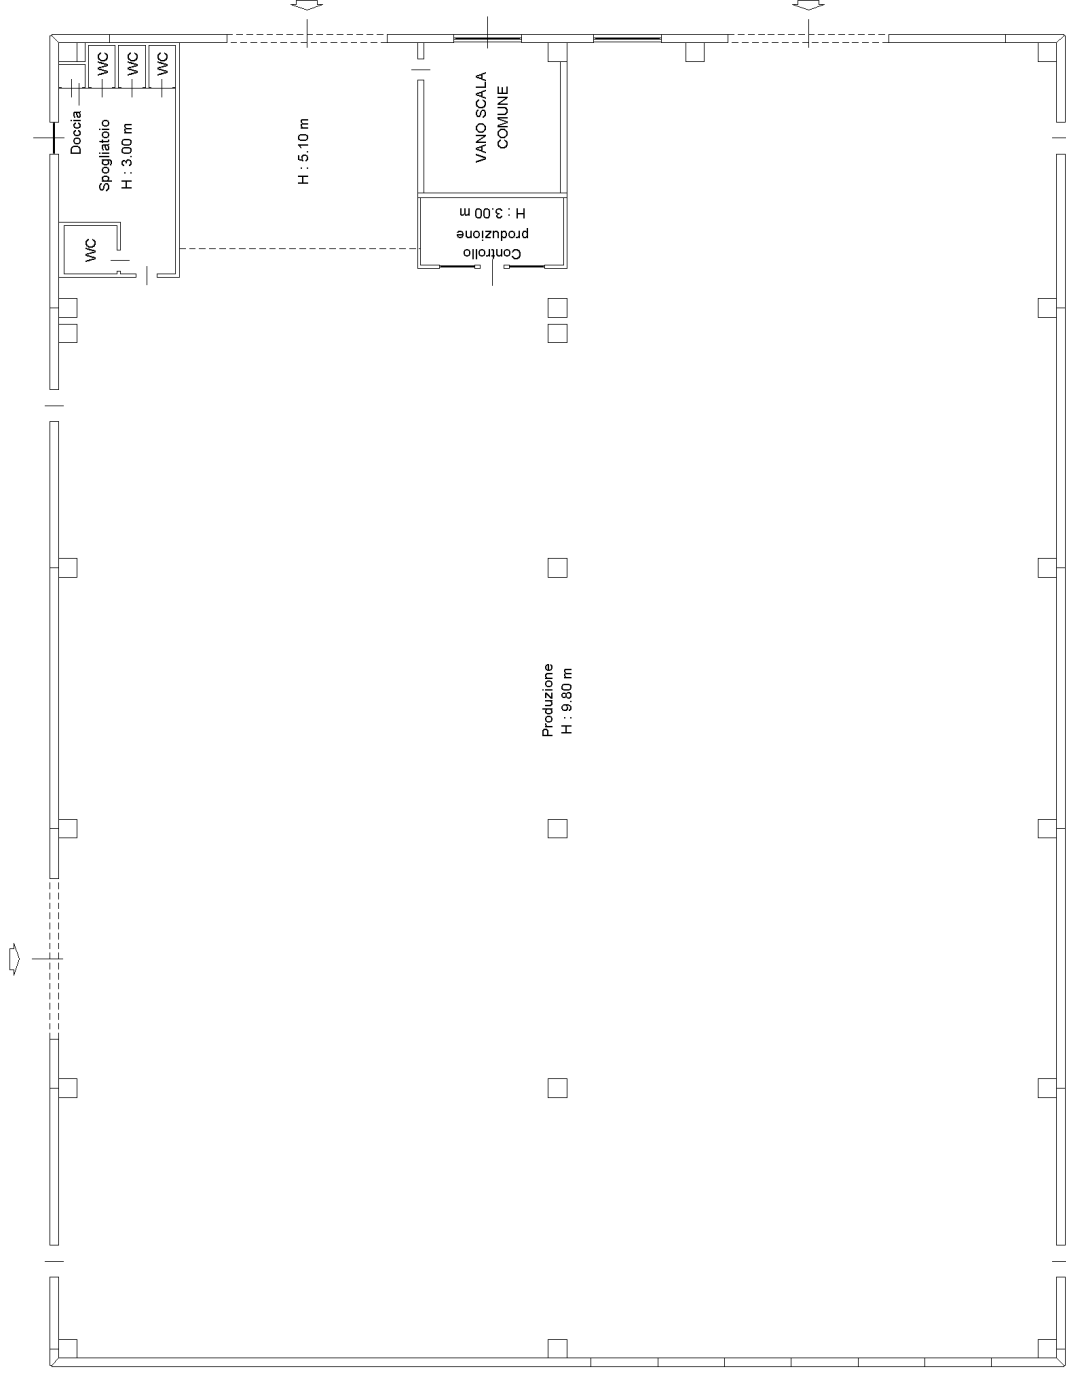 WC
WC
WC
Doccia
Spogliatoio
H : 3.00 m
WC
H : 5.10 m
VANO SCALA
COMUNE
Controllo
produzione
H : 3.00 m
Produzione
H : 9.80 m